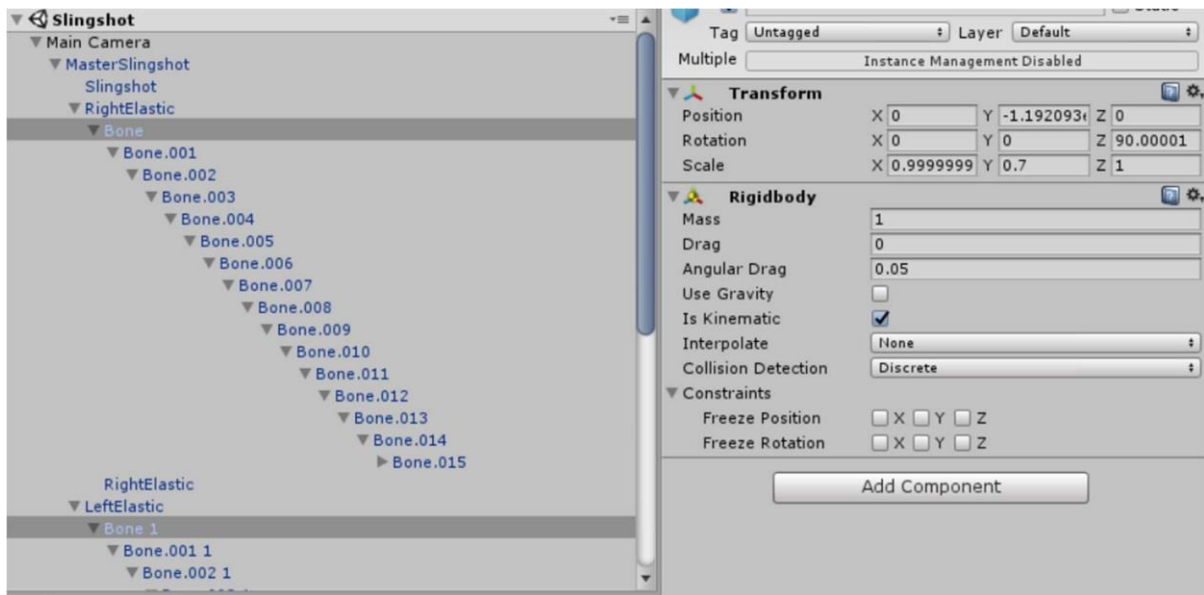 Slingshot
Main Camera
MasterSlingshot
Slingshot
RightElastic
Bone
Bone.001
Bone.002
Bone.003
Bone.004
Bone.005
Bone.006
Bone.007
Bone.008
Bone.009
Bone.010
Bone.011
Bone.012
Bone.013
Bone.014
Bone.015
RightElastic
LeftElastic
Bone 1
Bone.001 1
Bone.002 1
Tag Untagged Layer Default
Multiple Instance Management Disabled
Transform
Position X 0 Y -1.192093 Z 0
Rotation X 0 Y 0 Z 90.00001
Scale X 0.9999999 Y 0.7 Z 1
Rigidbody
Mass 1
Drag 0
Angular Drag 0.05
Use Gravity
Is Kinematic
Interpolate None
Collision Detection Discrete
Constraints
Freeze Position X Y Z
Freeze Rotation X Y Z
Add Component